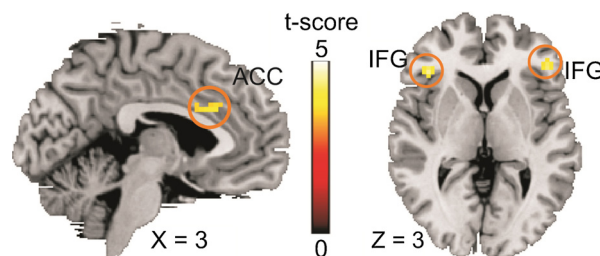 ACC
X = 3
t-score
5
0
IFG
IFG
Z = 3